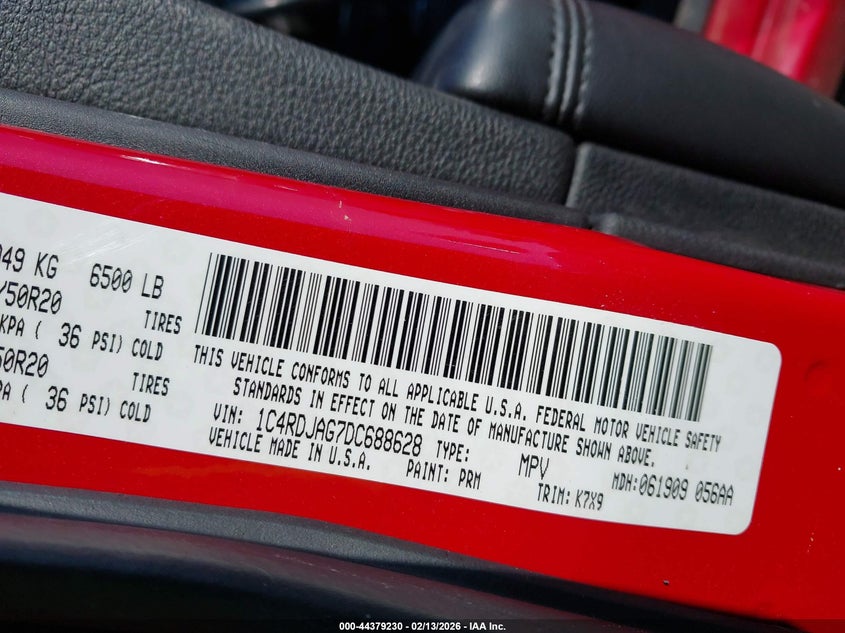 949 KG 6500 LB
/50R20 TIRES
KPA ( 36 PSI) COLD
50R20 TIRES
PA ( 36 PSI) COLD
THIS VEHICLE CONFORMS TO ALL APPLICABLE U.S.A. FEDERAL MOTOR VEHICLE SAFETY
STANDARDS IN EFFECT ON THE DATE OF MANUFACTURE SHOWN ABOVE.
VIN: 1C4RDJAG7DC688628 TYPE: MPV MDH:061909 056AA
VEHICLE MADE IN U.S.A. PAINT: PRM TRIM: K7X9
000-44379230 - 02/13/2026 - IAA Inc.